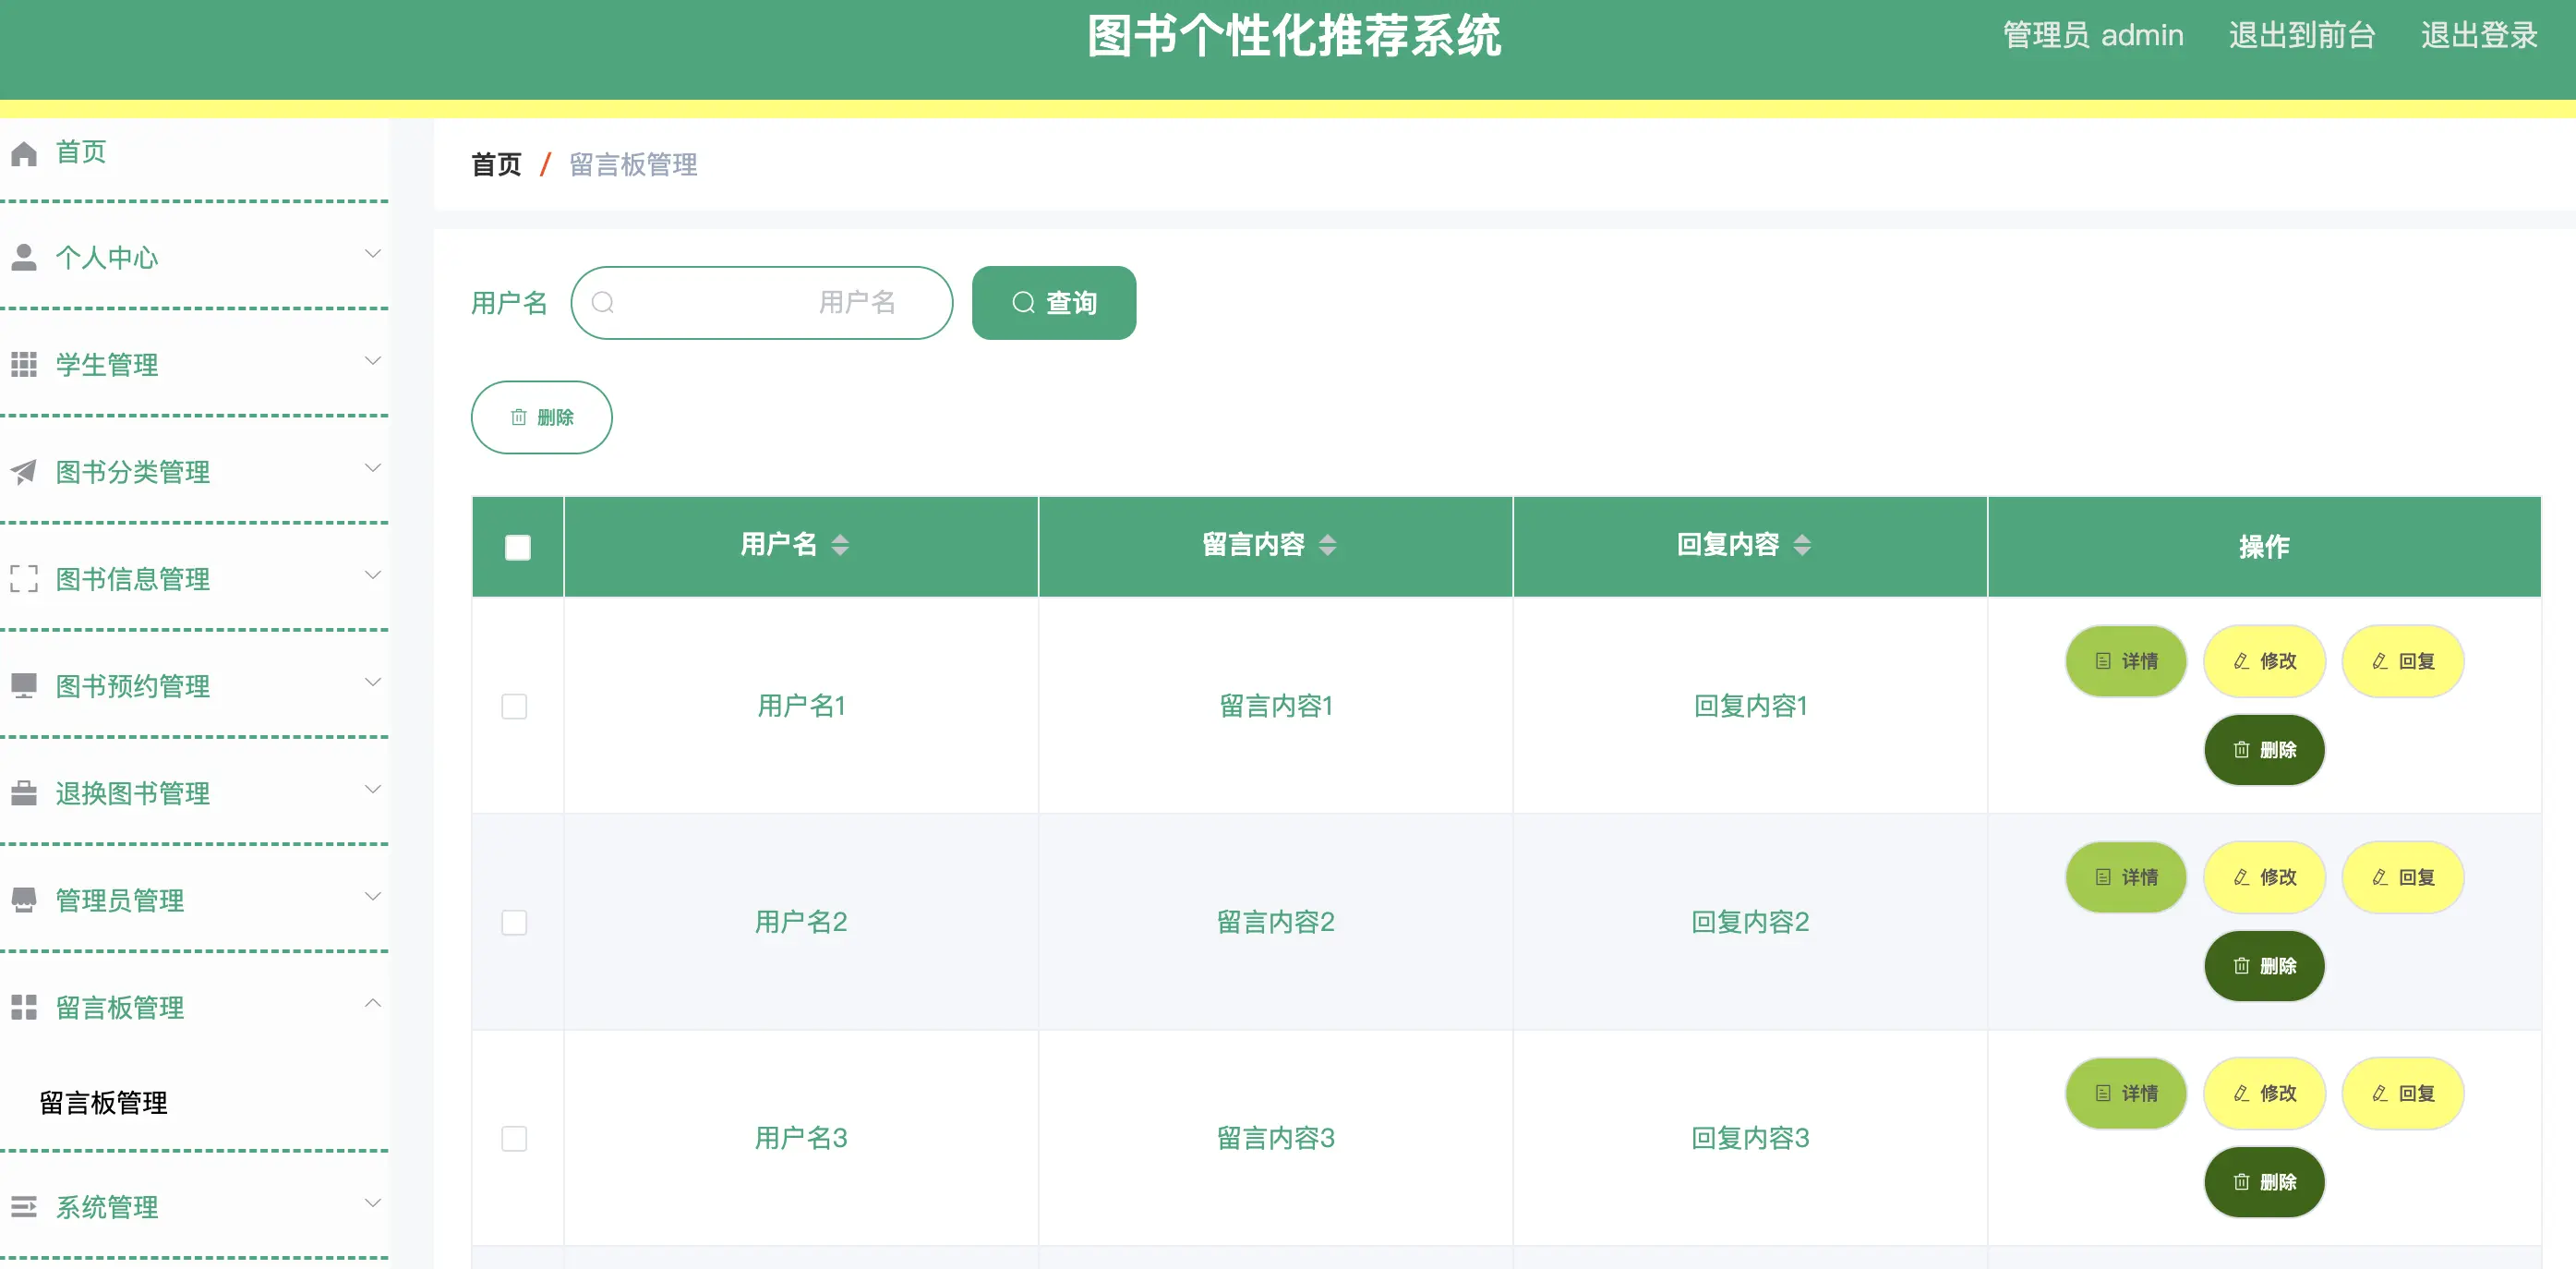 图书个性化推荐系统
管理员 admin 退出到前台 退出登录
首页
个人中心
学生管理
图书分类管理
图书信息管理
图书预约管理
退换图书管理
管理员管理
留言板管理
留言板管理
系统管理
首页 / 留言板管理
用户名 用户名 查询
删除
用户名 留言内容 回复内容 操作
用户名1 留言内容1 回复内容1 详情 修改 回复
删除
用户名2 留言内容2 回复内容2 详情 修改 回复
删除
用户名3 留言内容3 回复内容3 详情 修改 回复
删除